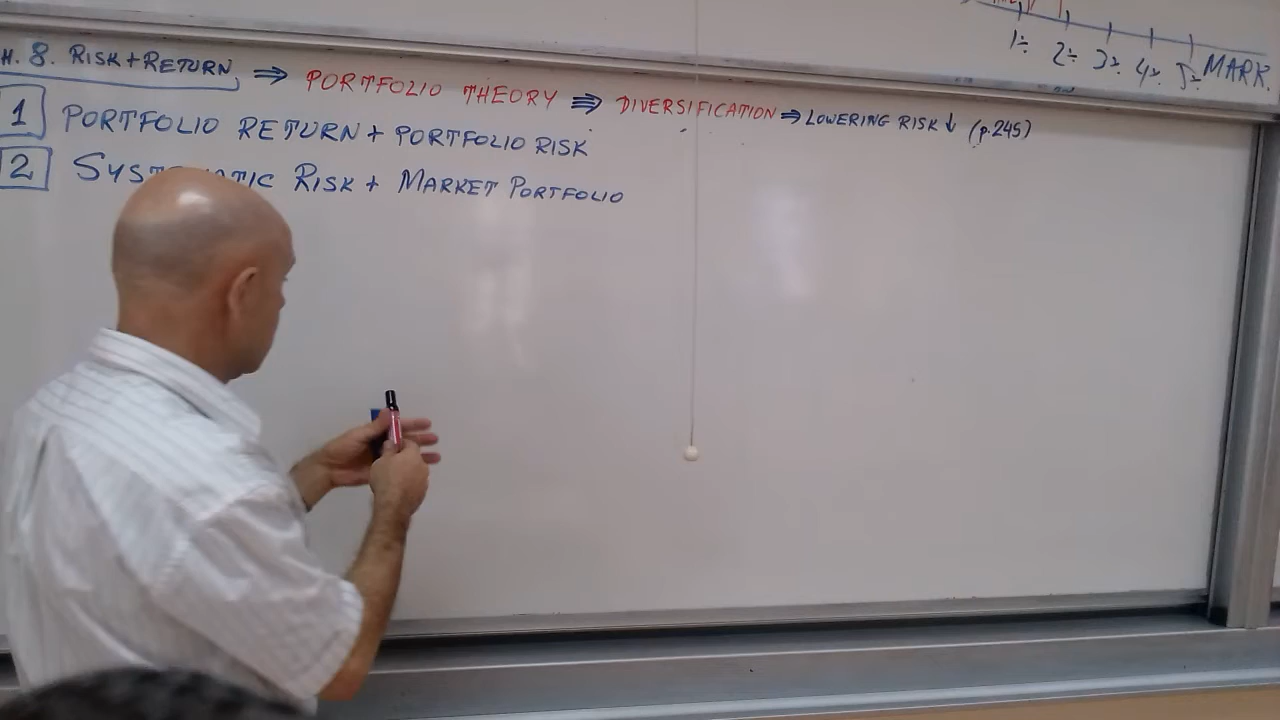 1÷ 2÷ 3÷ 4÷ 5÷ MARK.
H. 8. RISK+RETURN, ⇒ PORTFOLIO THEORY ⇛ DIVERSIFICATION ⇒ LOWERING RISK ↓ (p.245)
1 PORTFOLIO RETURN + PORTFOLIO RISK
2 RISK + MARKET PORTFOLIO